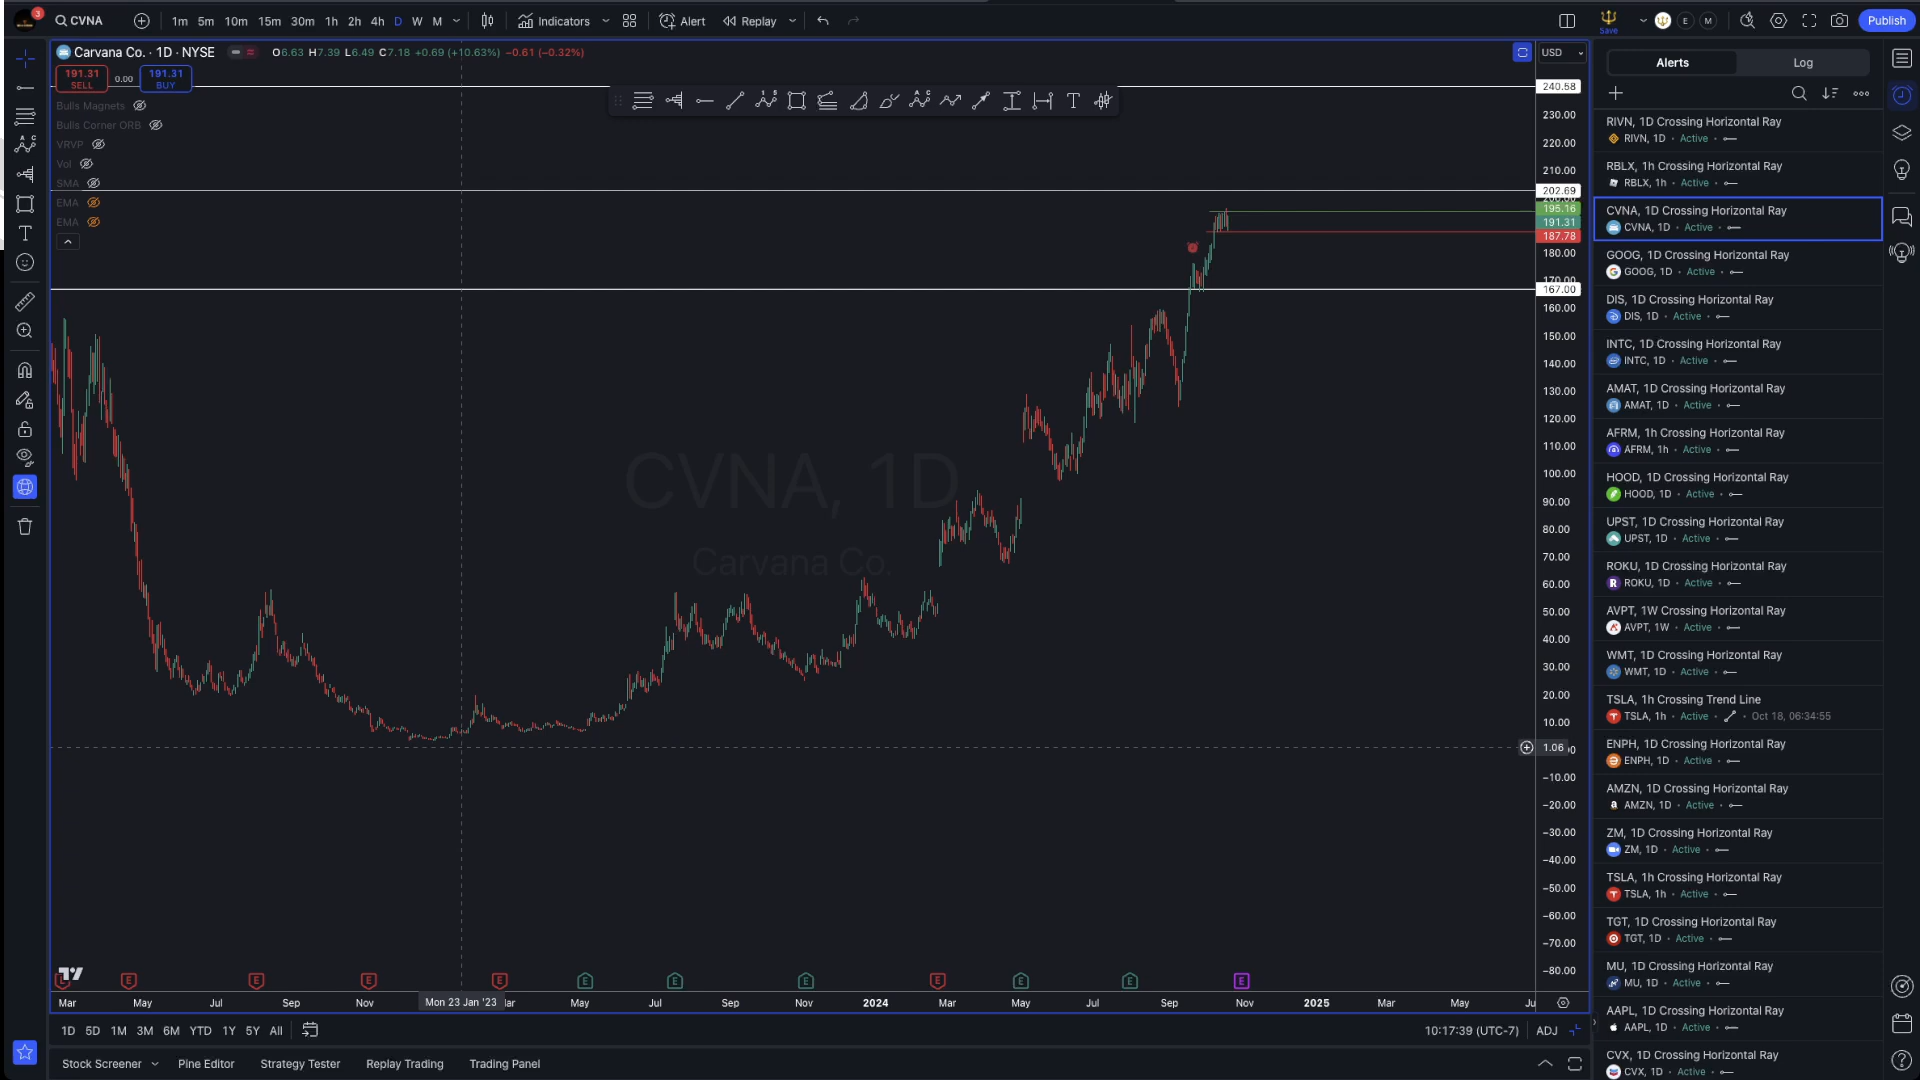 3
CVNA
1m 5m 10m 15m 30m 1h 2h 4h D W M
Indicators
Alert
Replay
Save
E
M
Publish
Carvana Co. · 1D · NYSE
O6.63 H7.39 L6.49 C7.18 +0.69 (+10.63%) −0.61 (−0.32%)
USD
191.31
SELL
0.00
191.31
BUY
Bulls Magnets
Bulls Corner ORB
VRVP
Vol
SMA
EMA
EMA
CVNA, 1D
Carvana Co.
240.58
230.00
220.00
210.00
202.69
195.16
191.31
187.78
180.00
170.00
167.00
160.00
150.00
140.00
130.00
120.00
110.00
100.00
90.00
80.00
70.00
60.00
50.00
40.00
30.00
20.00
10.00
1.06
−10.00
−20.00
−30.00
−40.00
−50.00
−60.00
−70.00
−80.00
E E E E E E E E E E E E
Mar May Jul Sep Nov Mon 23 Jan '23 May Jul Sep Nov 2024 Mar May Jul Sep Nov 2025 Mar May
1D 5D 1M 3M 6M YTD 1Y 5Y All
10:17:39 (UTC-7) ADJ
Stock Screener Pine Editor Strategy Tester Replay Trading Trading Panel
Alerts
Log
RIVN, 1D Crossing Horizontal Ray
RIVN, 1D · Active ·
RBLX, 1h Crossing Horizontal Ray
RBLX, 1h · Active ·
CVNA, 1D Crossing Horizontal Ray
CVNA, 1D · Active ·
GOOG, 1D Crossing Horizontal Ray
GOOG, 1D · Active ·
DIS, 1D Crossing Horizontal Ray
DIS, 1D · Active ·
INTC, 1D Crossing Horizontal Ray
INTC, 1D · Active ·
AMAT, 1D Crossing Horizontal Ray
AMAT, 1D · Active ·
AFRM, 1h Crossing Horizontal Ray
AFRM, 1h · Active ·
HOOD, 1D Crossing Horizontal Ray
HOOD, 1D · Active ·
UPST, 1D Crossing Horizontal Ray
UPST, 1D · Active ·
ROKU, 1D Crossing Horizontal Ray
ROKU, 1D · Active ·
AVPT, 1W Crossing Horizontal Ray
AVPT, 1W · Active ·
WMT, 1D Crossing Horizontal Ray
WMT, 1D · Active ·
TSLA, 1h Crossing Trend Line
TSLA, 1h · Active · Oct 18, 06:34:55
ENPH, 1D Crossing Horizontal Ray
ENPH, 1D · Active ·
AMZN, 1D Crossing Horizontal Ray
AMZN, 1D · Active ·
ZM, 1D Crossing Horizontal Ray
ZM, 1D · Active ·
TSLA, 1h Crossing Horizontal Ray
TSLA, 1h · Active ·
TGT, 1D Crossing Horizontal Ray
TGT, 1D · Active ·
MU, 1D Crossing Horizontal Ray
MU, 1D · Active ·
AAPL, 1D Crossing Horizontal Ray
AAPL, 1D · Active ·
CVX, 1D Crossing Horizontal Ray
CVX, 1D · Active ·